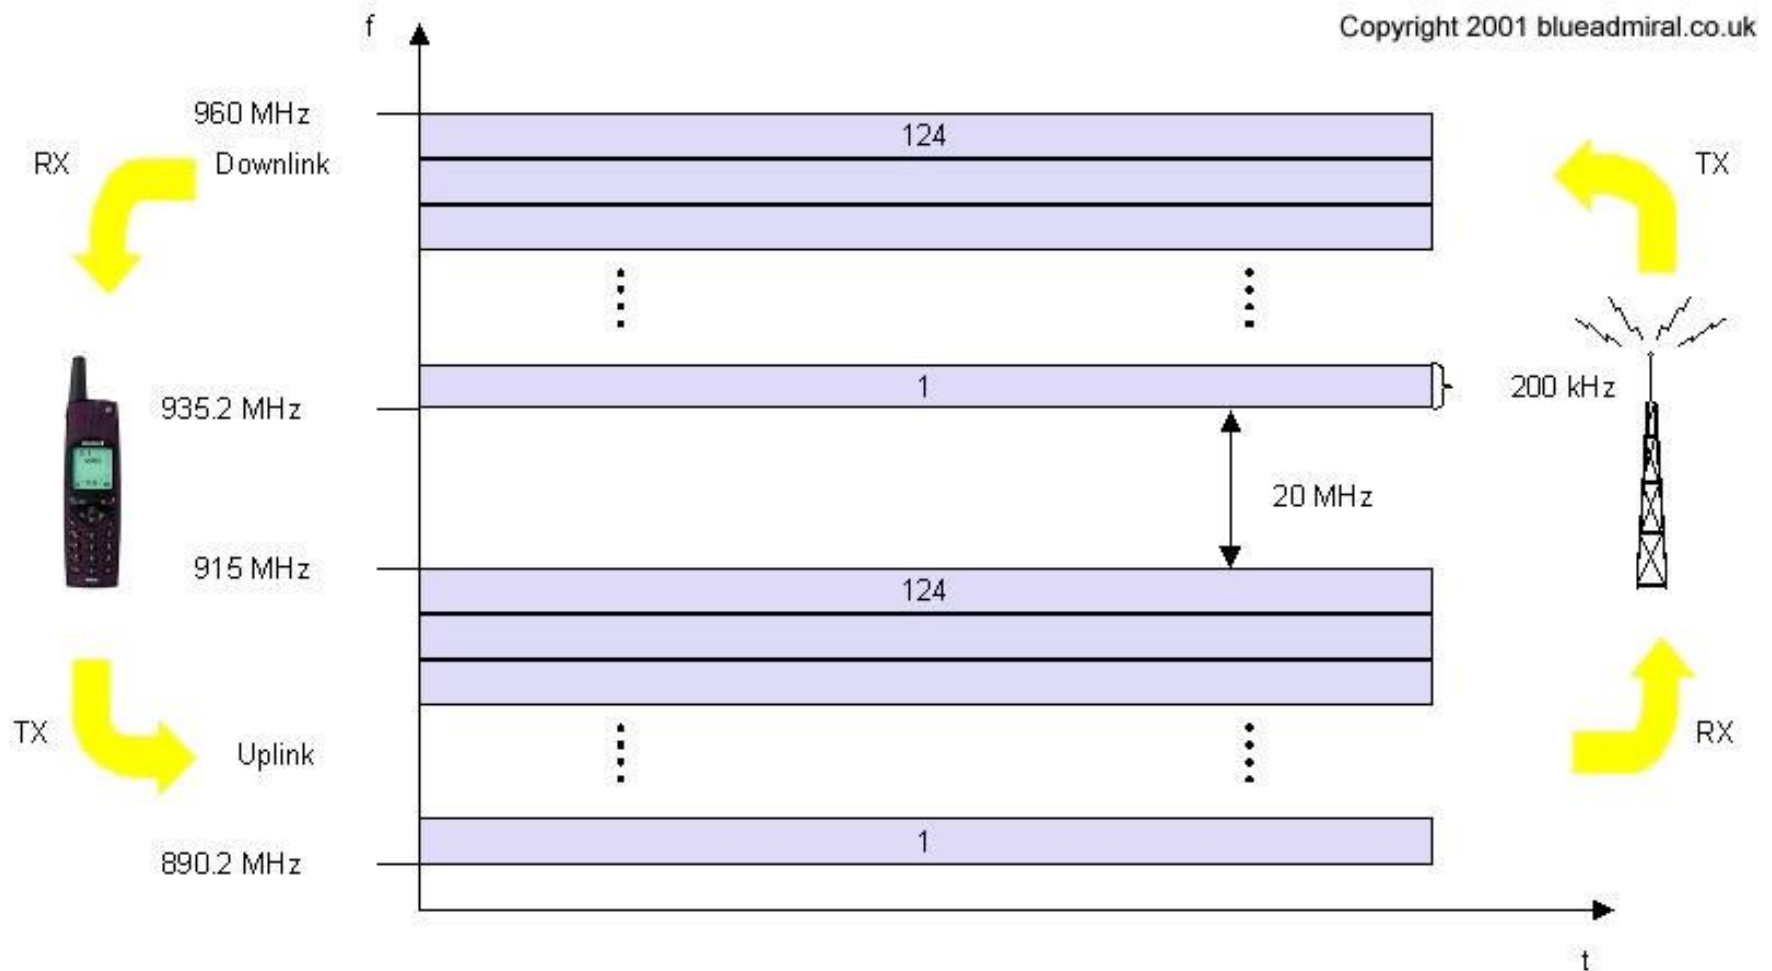 f
Copyright 2001 blueadmiral.co.uk
960 MHz
124
RX
Downlink
TX
1
200 kHz
935.2 MHz
20 MHz
915 MHz
124
TX
Uplink
RX
1
890.2 MHz
t